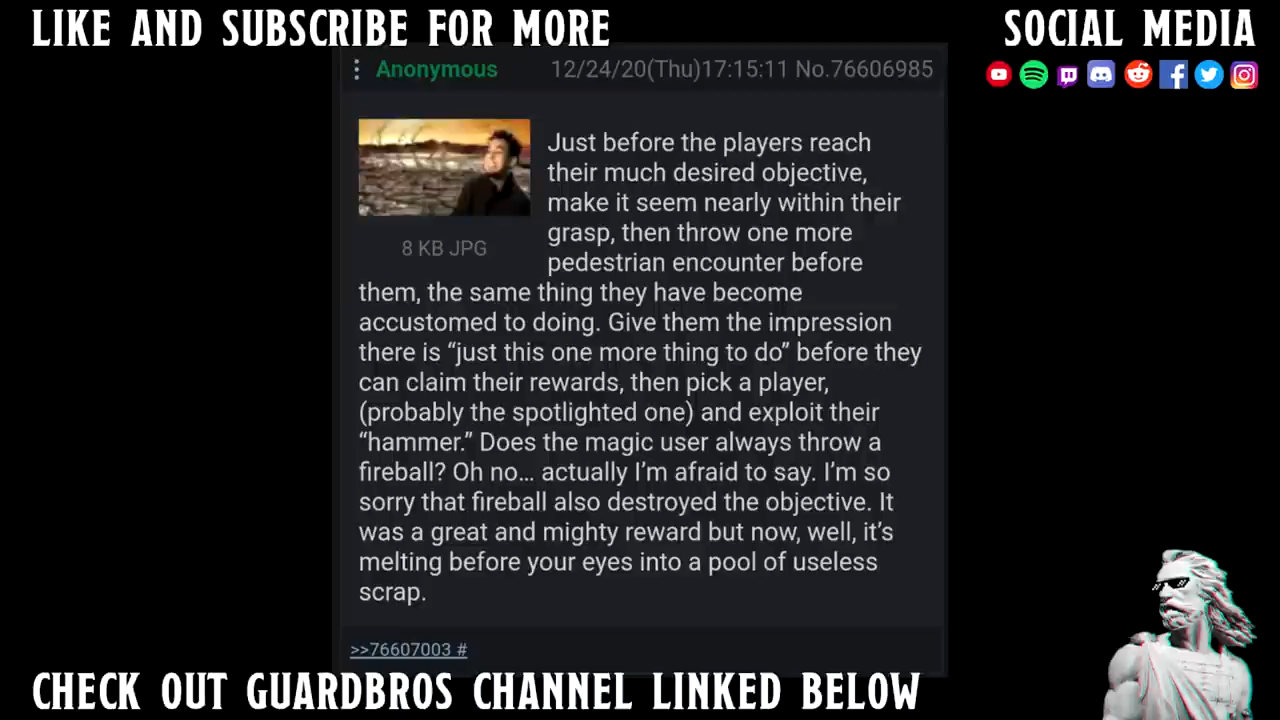 LIKE AND SUBSCRIBE FOR MORE
SOCIAL MEDIA
Anonymous 12/24/20(Thu)17:15:11 No.76606985
Just before the players reach
their much desired objective,
make it seem nearly within their
grasp, then throw one more
8 KB JPG
pedestrian encounter before
them, the same thing they have become
accustomed to doing. Give them the impression
there is “just this one more thing to do” before they
can claim their rewards, then pick a player,
(probably the spotlighted one) and exploit their
“hammer.” Does the magic user always throw a
fireball? Oh no... actually I’m afraid to say. I’m so
sorry that fireball also destroyed the objective. It
was a great and mighty reward but now, well, it’s
melting before your eyes into a pool of useless
scrap.
>>76607003 #
CHECK OUT GUARDBROS CHANNEL LINKED BELOW